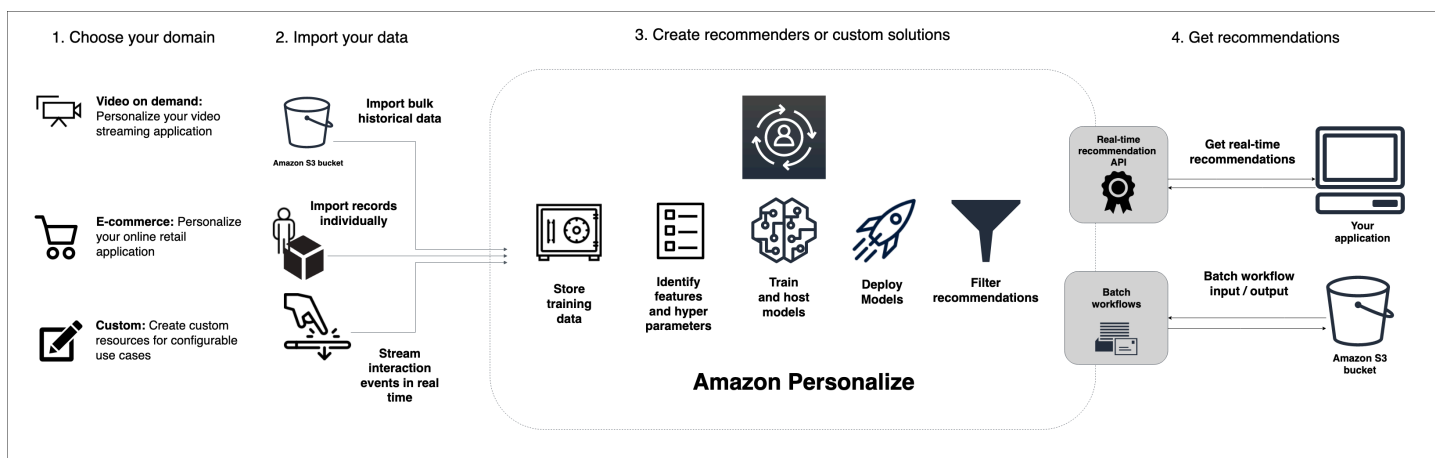 1. Choose your domain
2. Import your data
3. Create recommenders or custom solutions
4. Get recommendations
Video on demand:
Personalize your video
streaming application
E-commerce: Personalize
your online retail
application
Custom: Create custom
resources for configurable
use cases
Import bulk
historical data
Amazon S3 bucket
Import records
individually
Stream
interaction
events in real
time
Store
training
data
Identify
features
and hyper
parameters
Train
and host
models
Deploy
Models
Filter
recommendations
Amazon Personalize
Real-time
recommendation
API
Get real-time
recommendations
Your
application
Batch
workflows
Batch workflow
input / output
Amazon S3
bucket